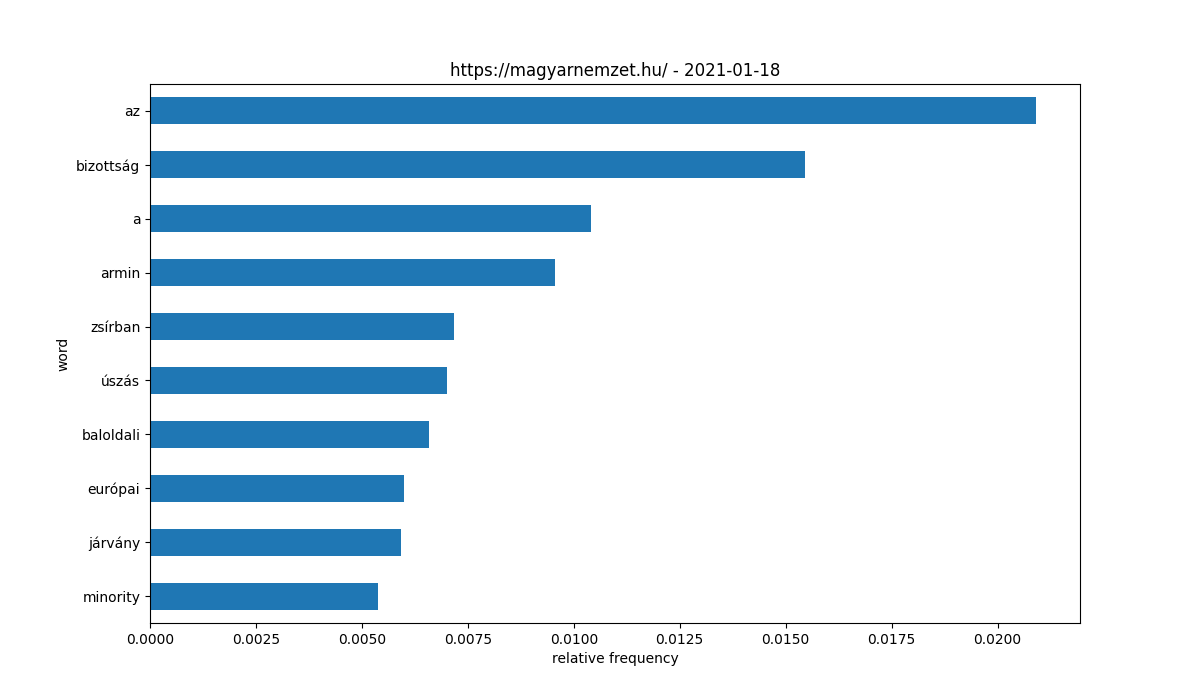 https://magyarnemzet.hu/ - 2021-01-18
az
bizottság
a
armin
zsírban
úszás
baloldali
európai
járvány
minority
word
0.0000 0.0025 0.0050 0.0075 0.0100 0.0125 0.0150 0.0175 0.0200
relative frequency